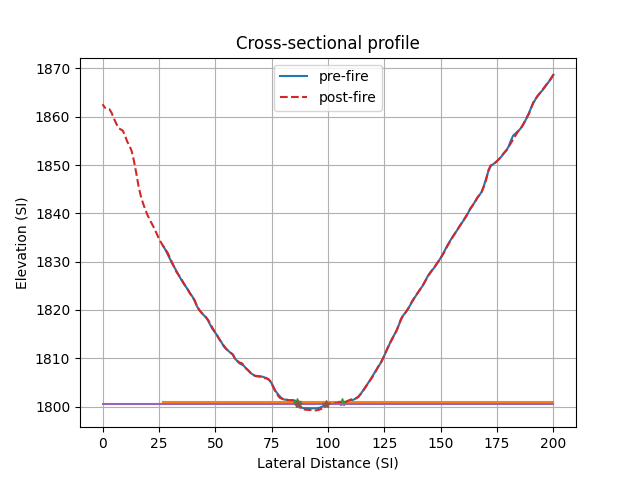 Cross-sectional profile
pre-fire
post-fire
Elevation (SI)
1870
1860
1850
1840
1830
1820
1810
1800
0 25 50 75 100 125 150 175 200
Lateral Distance (SI)